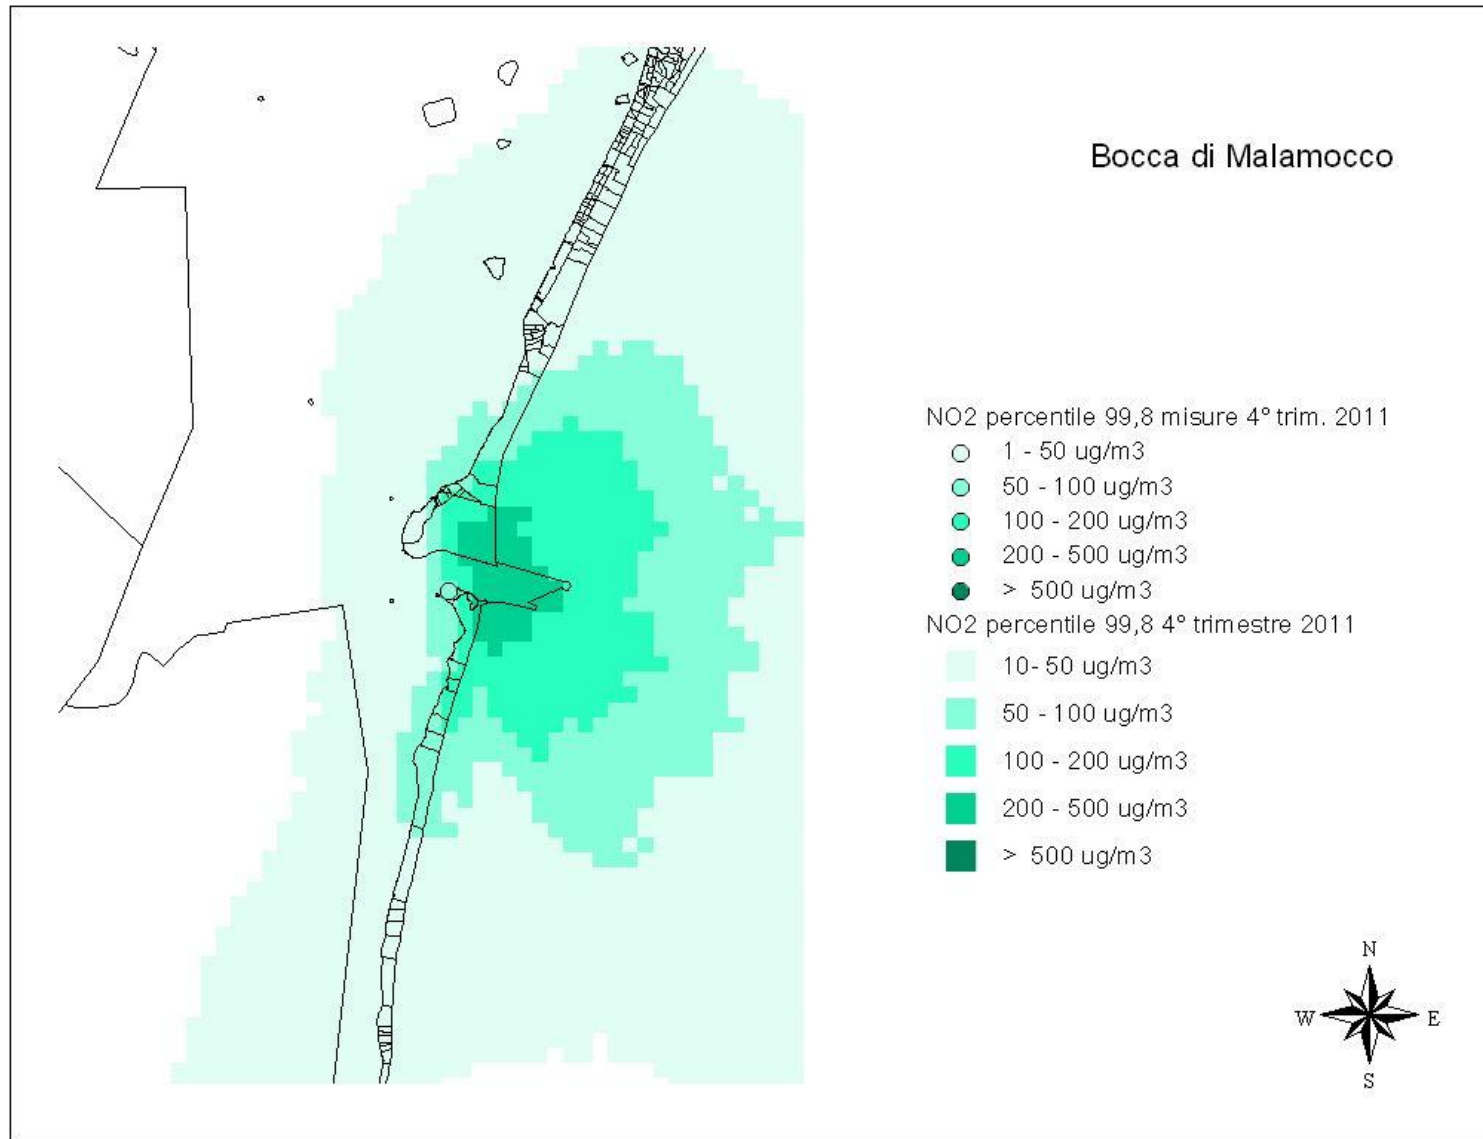 Bocca di Malamocco
NO2 percentile 99,8 misure 4° trim. 2011
1 - 50 ug/m3
50 - 100 ug/m3
100 - 200 ug/m3
200 - 500 ug/m3
> 500 ug/m3
NO2 percentile 99,8 4° trimestre 2011
10- 50 ug/m3
50 - 100 ug/m3
100 - 200 ug/m3
200 - 500 ug/m3
> 500 ug/m3
N
W E
S